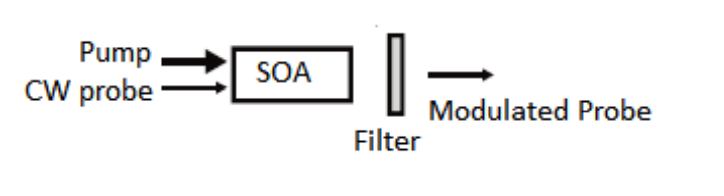 Pump
SOA
CW probe
Modulated Probe
Filter